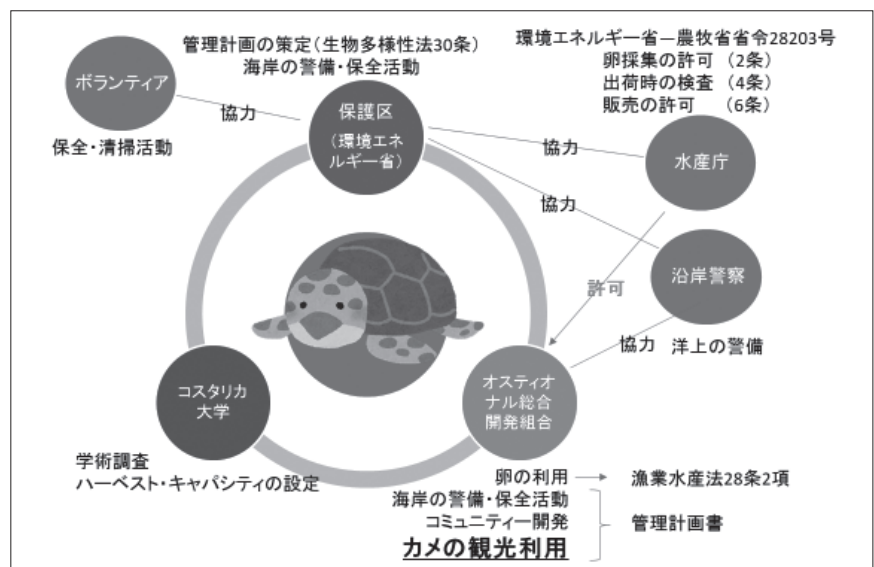 管理計画の策定(生物多様性法30条)
海岸の警備・保全活動
環境エネルギー省―農牧省省令28203号
卵採集の許可 (2条)
出荷時の検査 (4条)
販売の許可 (6条)
ボランティア
保全・清掃活動
協力
保護区
(環境エネ
ルギー省)
協力
協力
水産庁
沿岸警察
洋上の警備
許可
協力
コスタリカ
大学
学術調査
ハーベスト・キャパシティの設定
オスティオ
ナル総合
開発組合
卵の利用
漁業水産法28条2項
海岸の警備・保全活動
コミュニティー開発
カメの観光利用
管理計画書